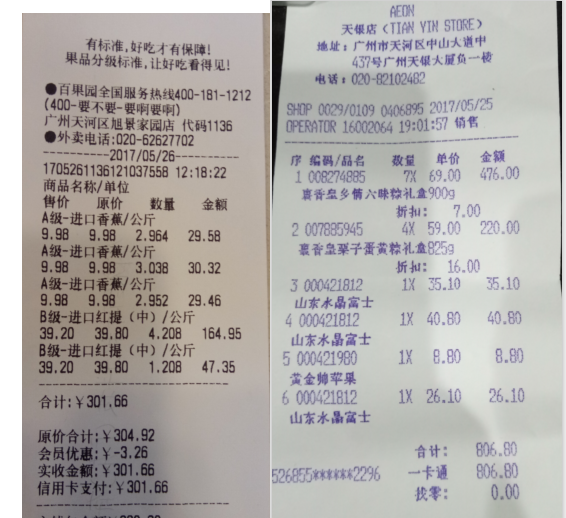 有标准,好吃才有保障!
果品分级标准,让好吃看得见!
●百果园全国服务热线400-181-1212
(400-要不要-要啊要啊)
广州天河区旭景家园店 代码1136
●外卖电话:020-62627702
----------2017/05/26----------
1705261136121037558 12:18:22
商品名称/单位
售价 原价 数量 金额
A级-进口香蕉/公斤
9.98 9.98 2.964 29.58
A级-进口香蕉/公斤
9.98 9.98 3.038 30.32
A级-进口香蕉/公斤
9.98 9.98 2.952 29.46
B级-进口红提(中)/公斤
39.20 39.80 4.208 164.95
B级-进口红提(中)/公斤
39.20 39.80 1.208 47.35
合计:¥301.66
原价合计:¥304.92
会员优惠:¥-3.26
实收金额:¥301.66
信用卡支付:¥301.66
AEON
天银店(TIAN YIN STORE)
地址:广州市天河区中山大道中
437号广州天银大厦负一楼
电话:020-82102482
SHOP 0029/0109 0406895 2017/05/25
OPERATOR 16002064 19:01:57 销售
序 编码/品名 数量 单价 金额
1 008274885 7X 69.00 476.00
裹香皇乡情六味粽礼盒900g
折扣: 7.00
2 007885945 4X 59.00 220.00
裹香皇栗子蛋黄粽礼盒825g
折扣: 16.00
3 000421812 1X 35.10 35.10
山东水晶富士
4 000421812 1X 40.80 40.80
山东水晶富士
5 000421980 1X 8.80 8.80
黄金帅苹果
6 000421812 1X 26.10 26.10
山东水晶富士
合计: 806.80
526855******2296 一卡通 806.80
找零: 0.00